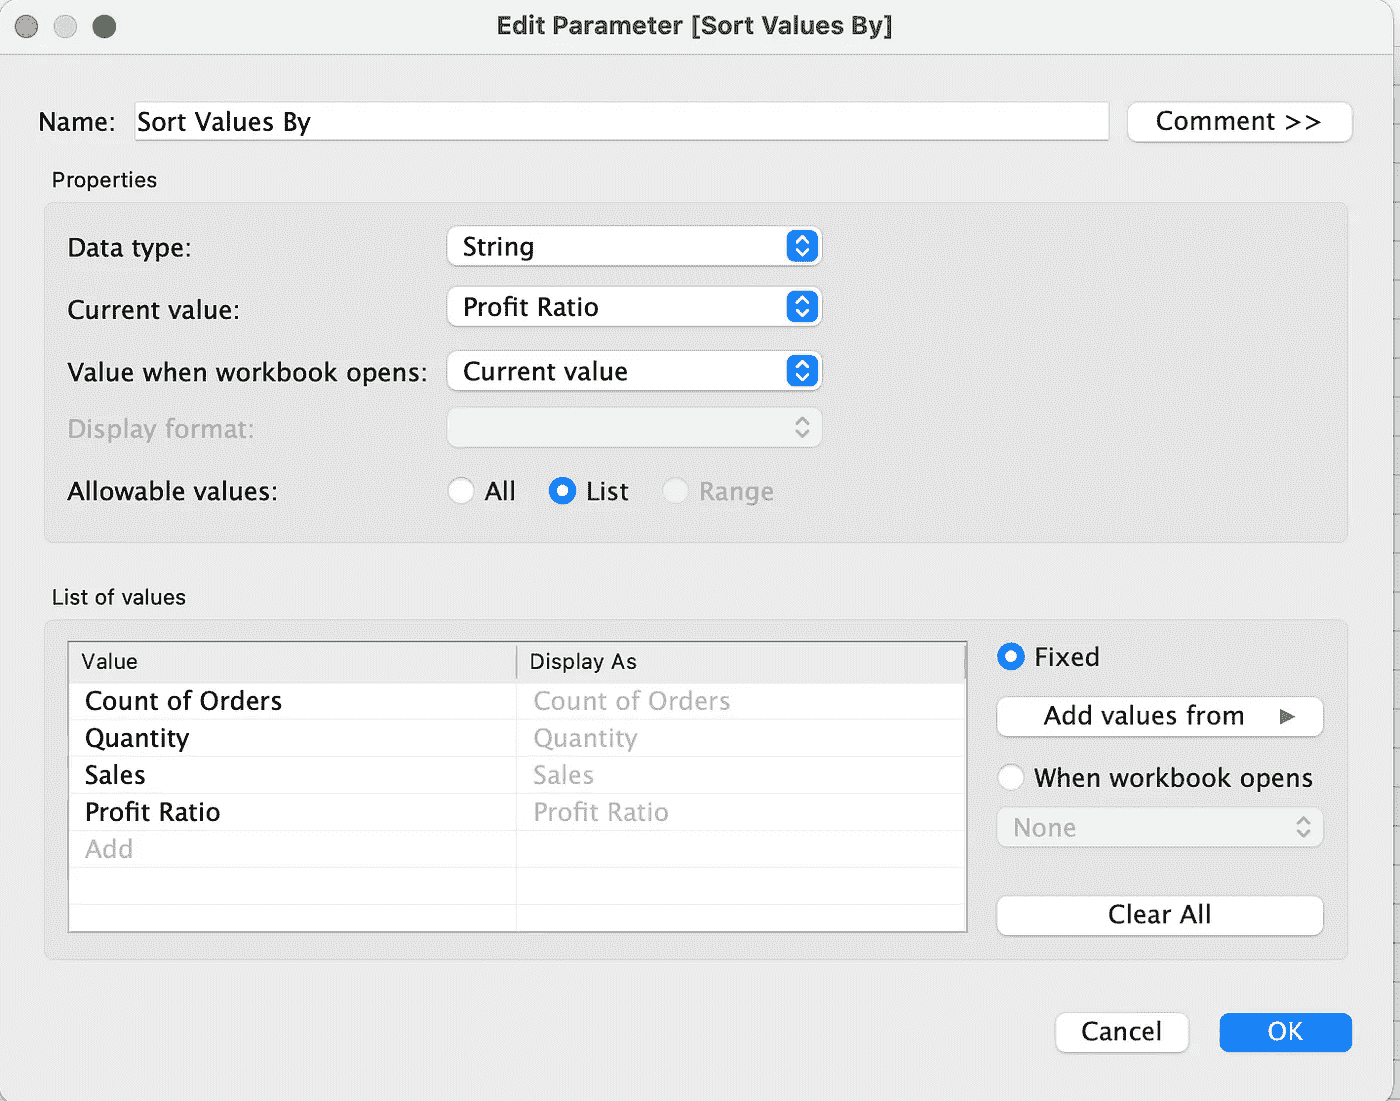 Edit Parameter [Sort Values By]
Name: Sort Values By Comment >>
Properties
Data type: String
Current value: Profit Ratio
Value when workbook opens: Current value
Display format:
Allowable values: All List Range
List of values
Value Display As
Count of Orders Count of Orders
Quantity Quantity
Sales Sales
Profit Ratio Profit Ratio
Add
Fixed
Add values from
When workbook opens
None
Clear All
Cancel OK